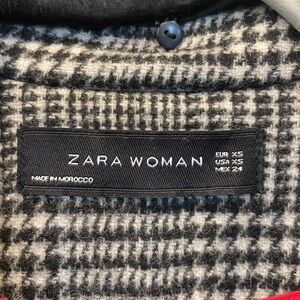 ZARA WOMAN
EUR XS
USA XS
MEX 24
MADE IN MOROCCO